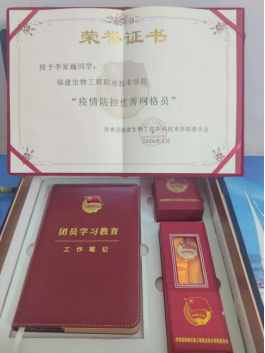 荣誉证书
授予李家巍同学：
福建生物工程职业技术学院
“疫情防控优秀网格员”
共青团福建生物工程职业技术学院委员会
团员学习教育
工作笔记